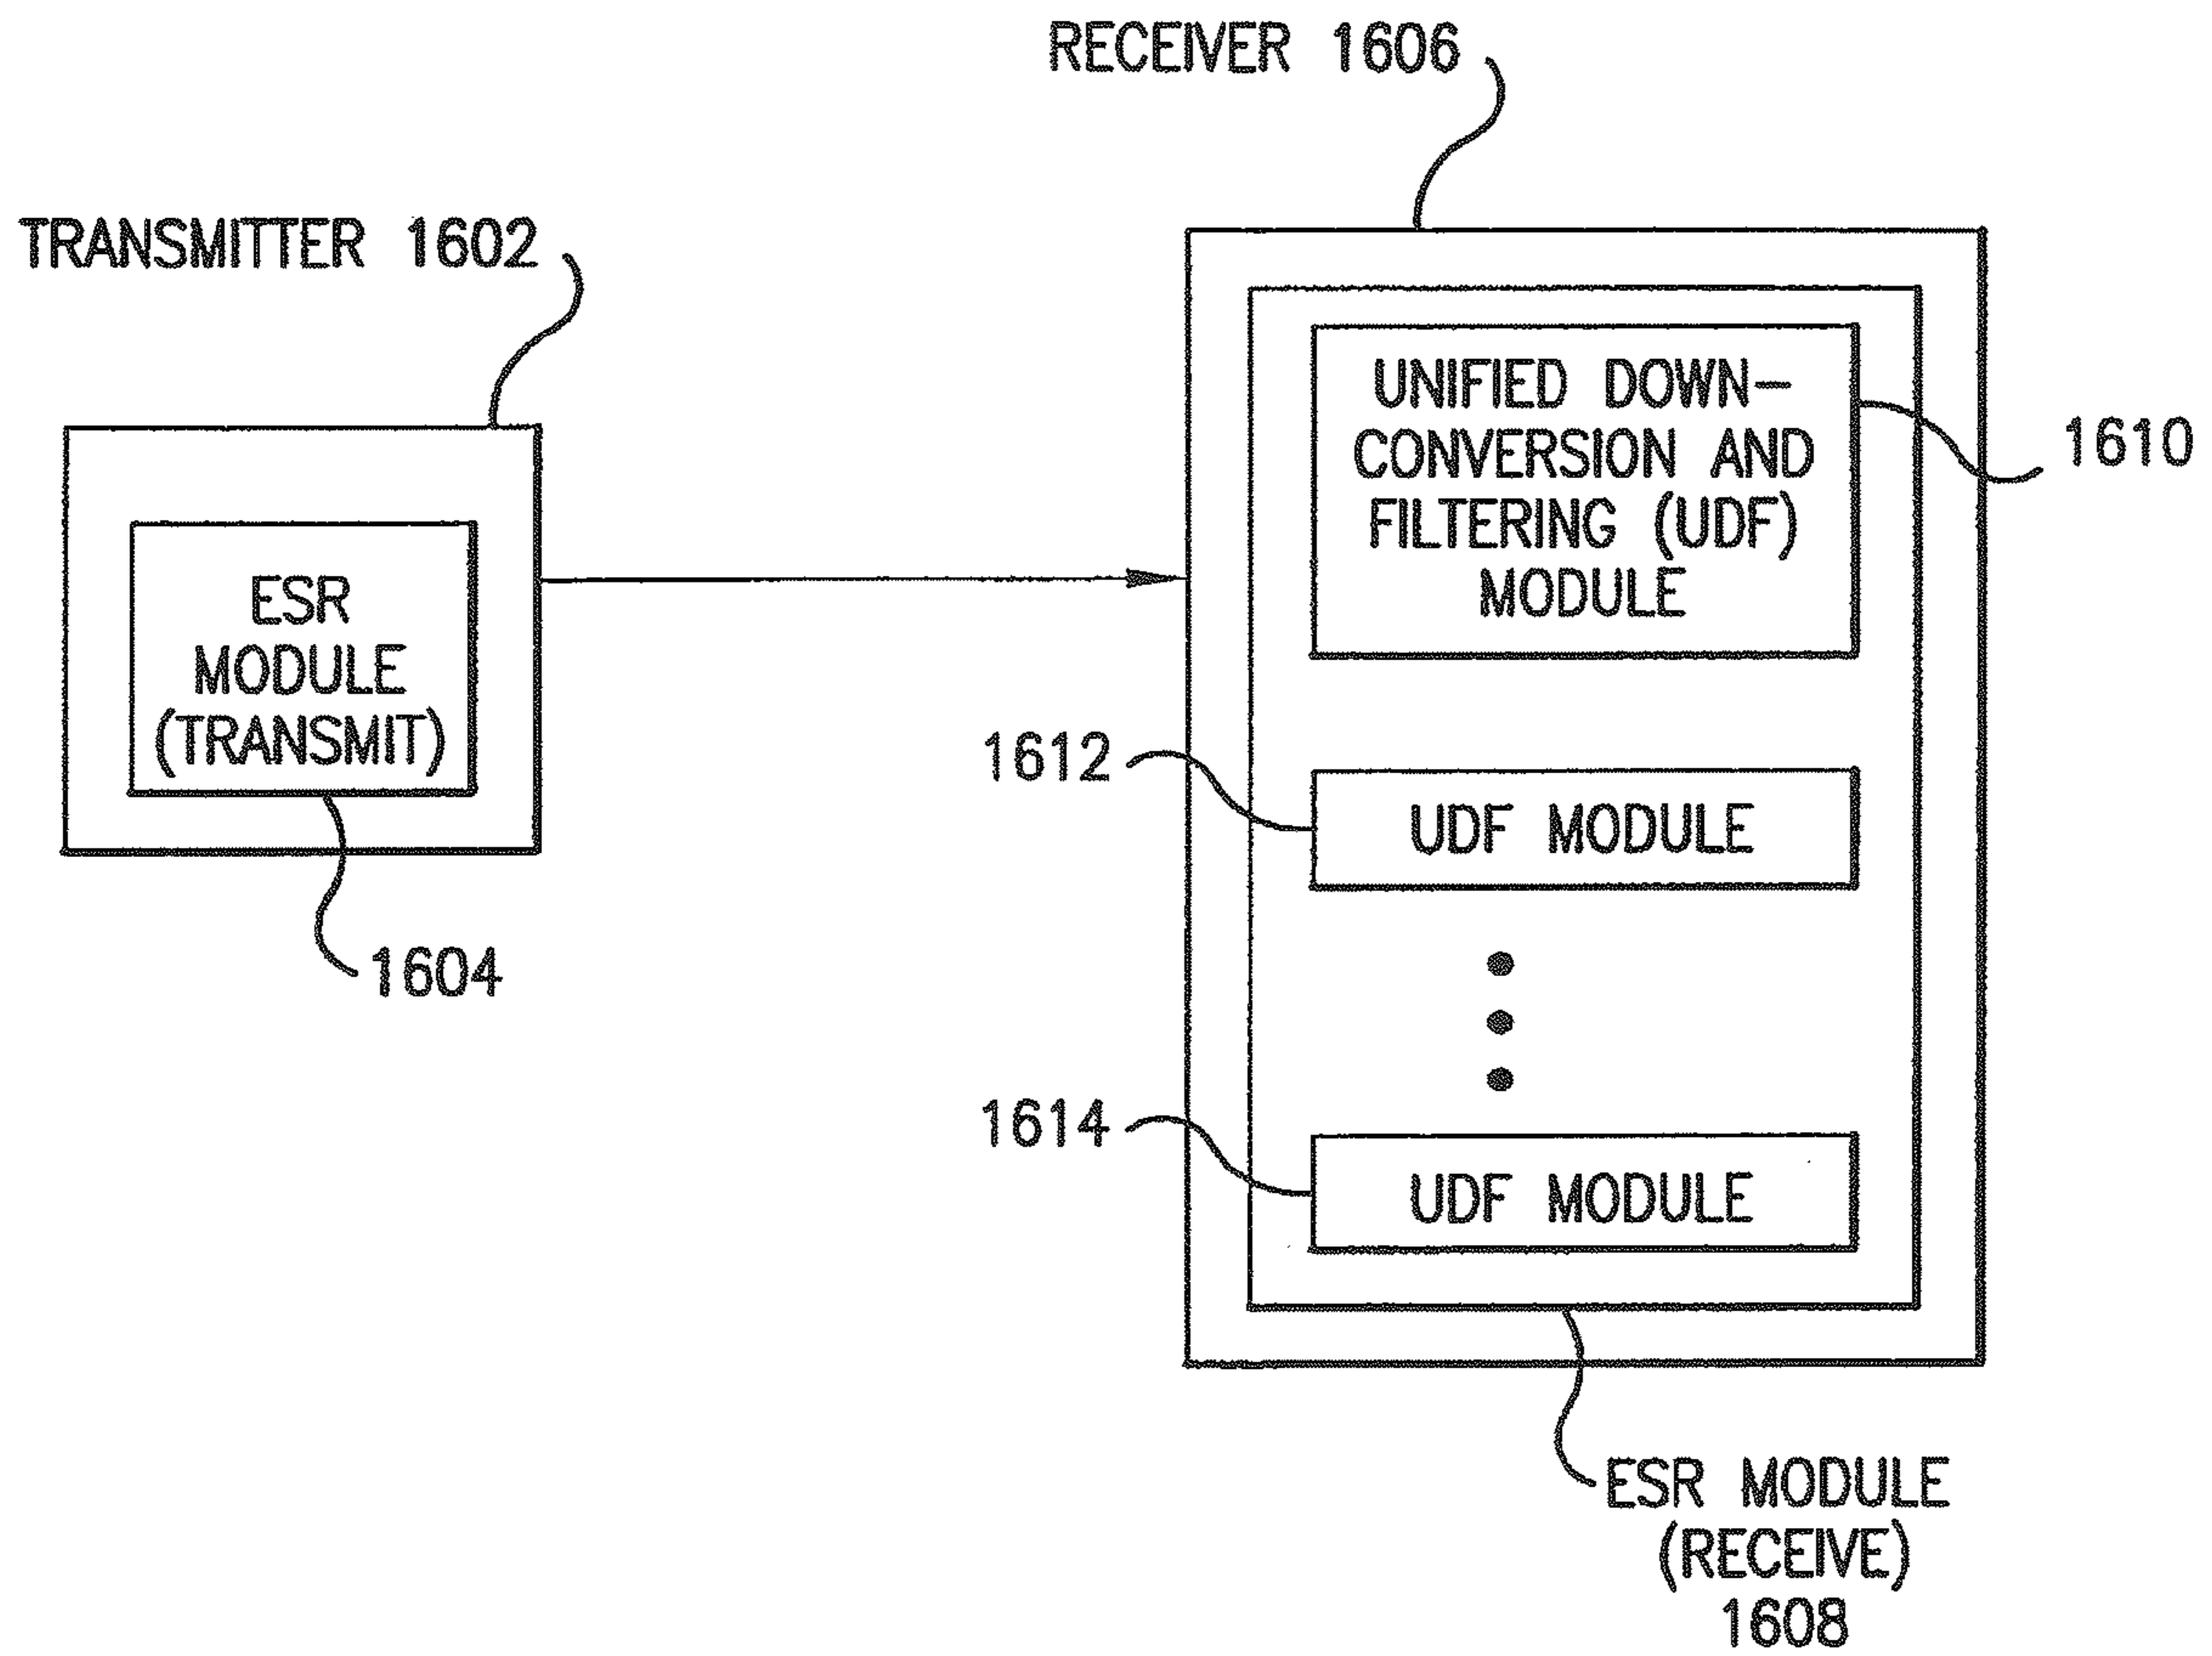 RECEIVER 1606
TRANSMITTER 1602
ESR
MODULE
(TRANSMIT)
1604
UNIFIED DOWN-
CONVERSION AND
FILTERING (UDF)
MODULE
1610
1612
UDF MODULE
1614
UDF MODULE
ESR MODULE
(RECEIVE)
1608